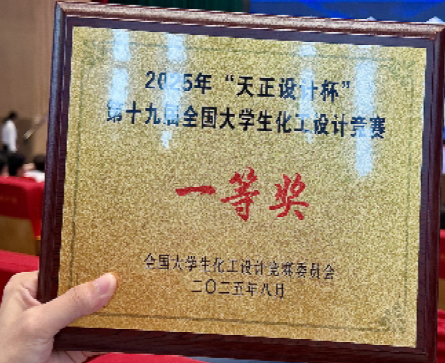 2025年“天正设计杯”
第十九届全国大学生化工设计竞赛
一等奖
全国大学生化工设计竞赛委员会
二〇二五年八月